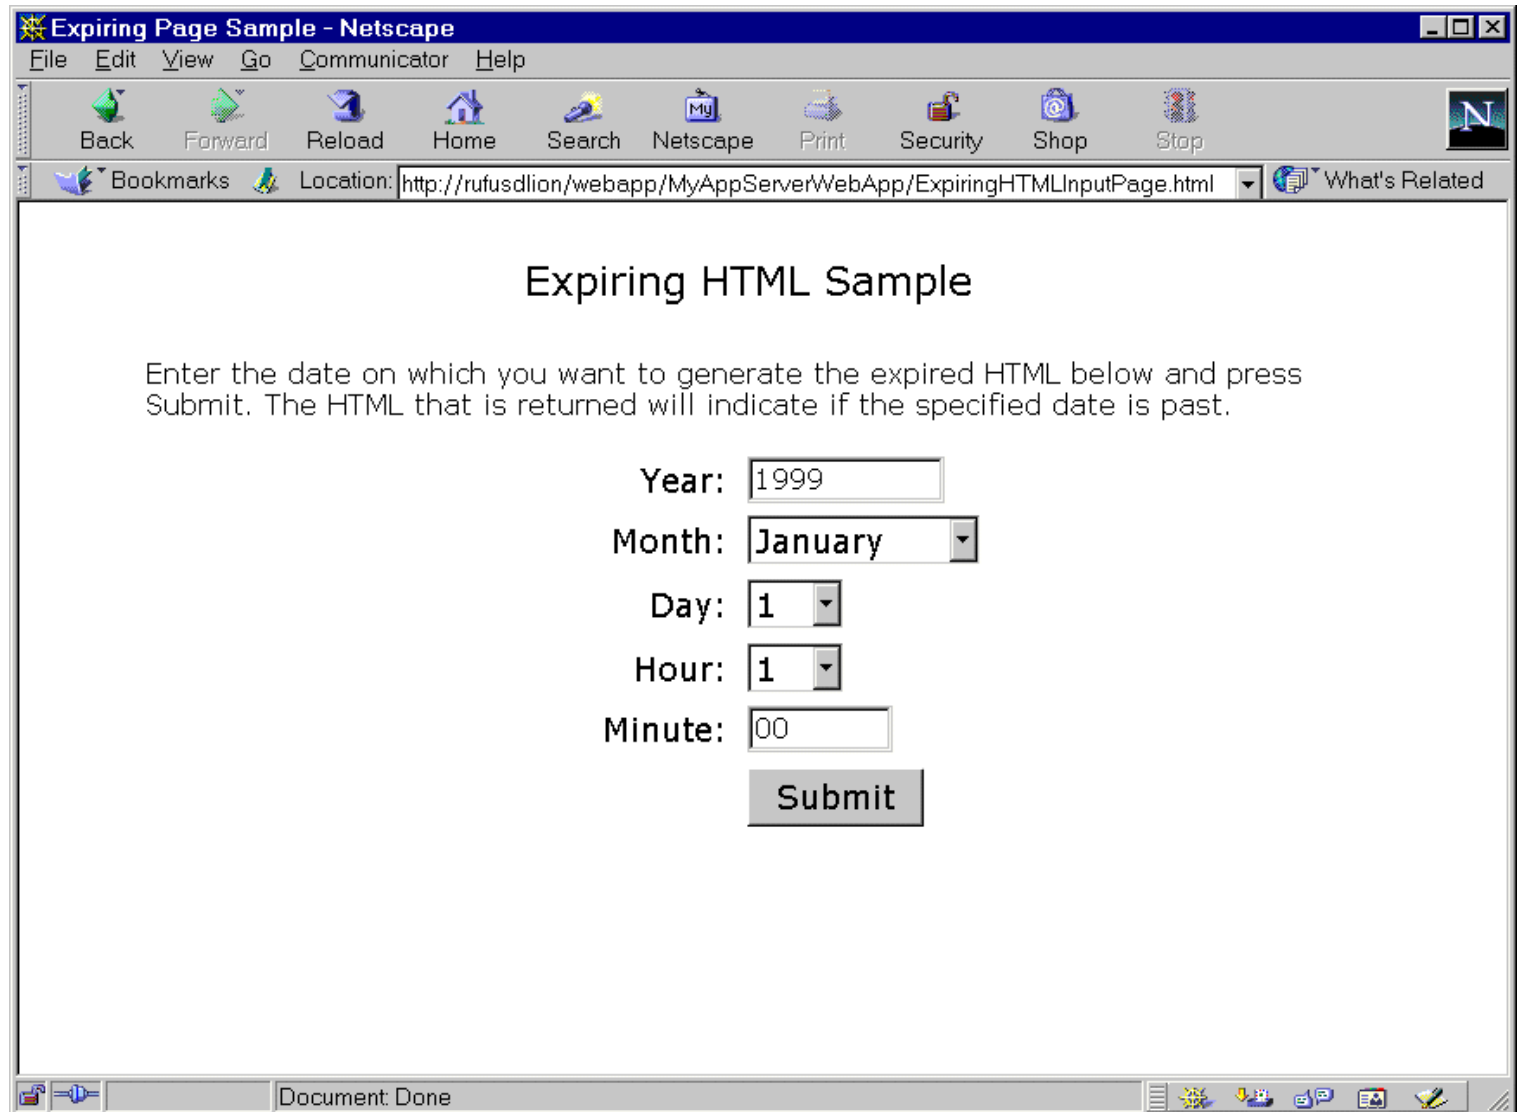 Expiring Page Sample - Netscape
File Edit View Go Communicator Help
My N
Back Forward Reload Home Search Netscape Print Security Shop Stop
Bookmarks Location: http://rufusdlion/webapp/MyAppServerWebApp/ExpiringHTMLInputPage.html What's Related
Expiring HTML Sample
Enter the date on which you want to generate the expired HTML below and press
Submit. The HTML that is returned will indicate if the specified date is past.
Year: 1999
Month: January
Day: 1
Hour: 1
Minute: 00
Submit
Document: Done